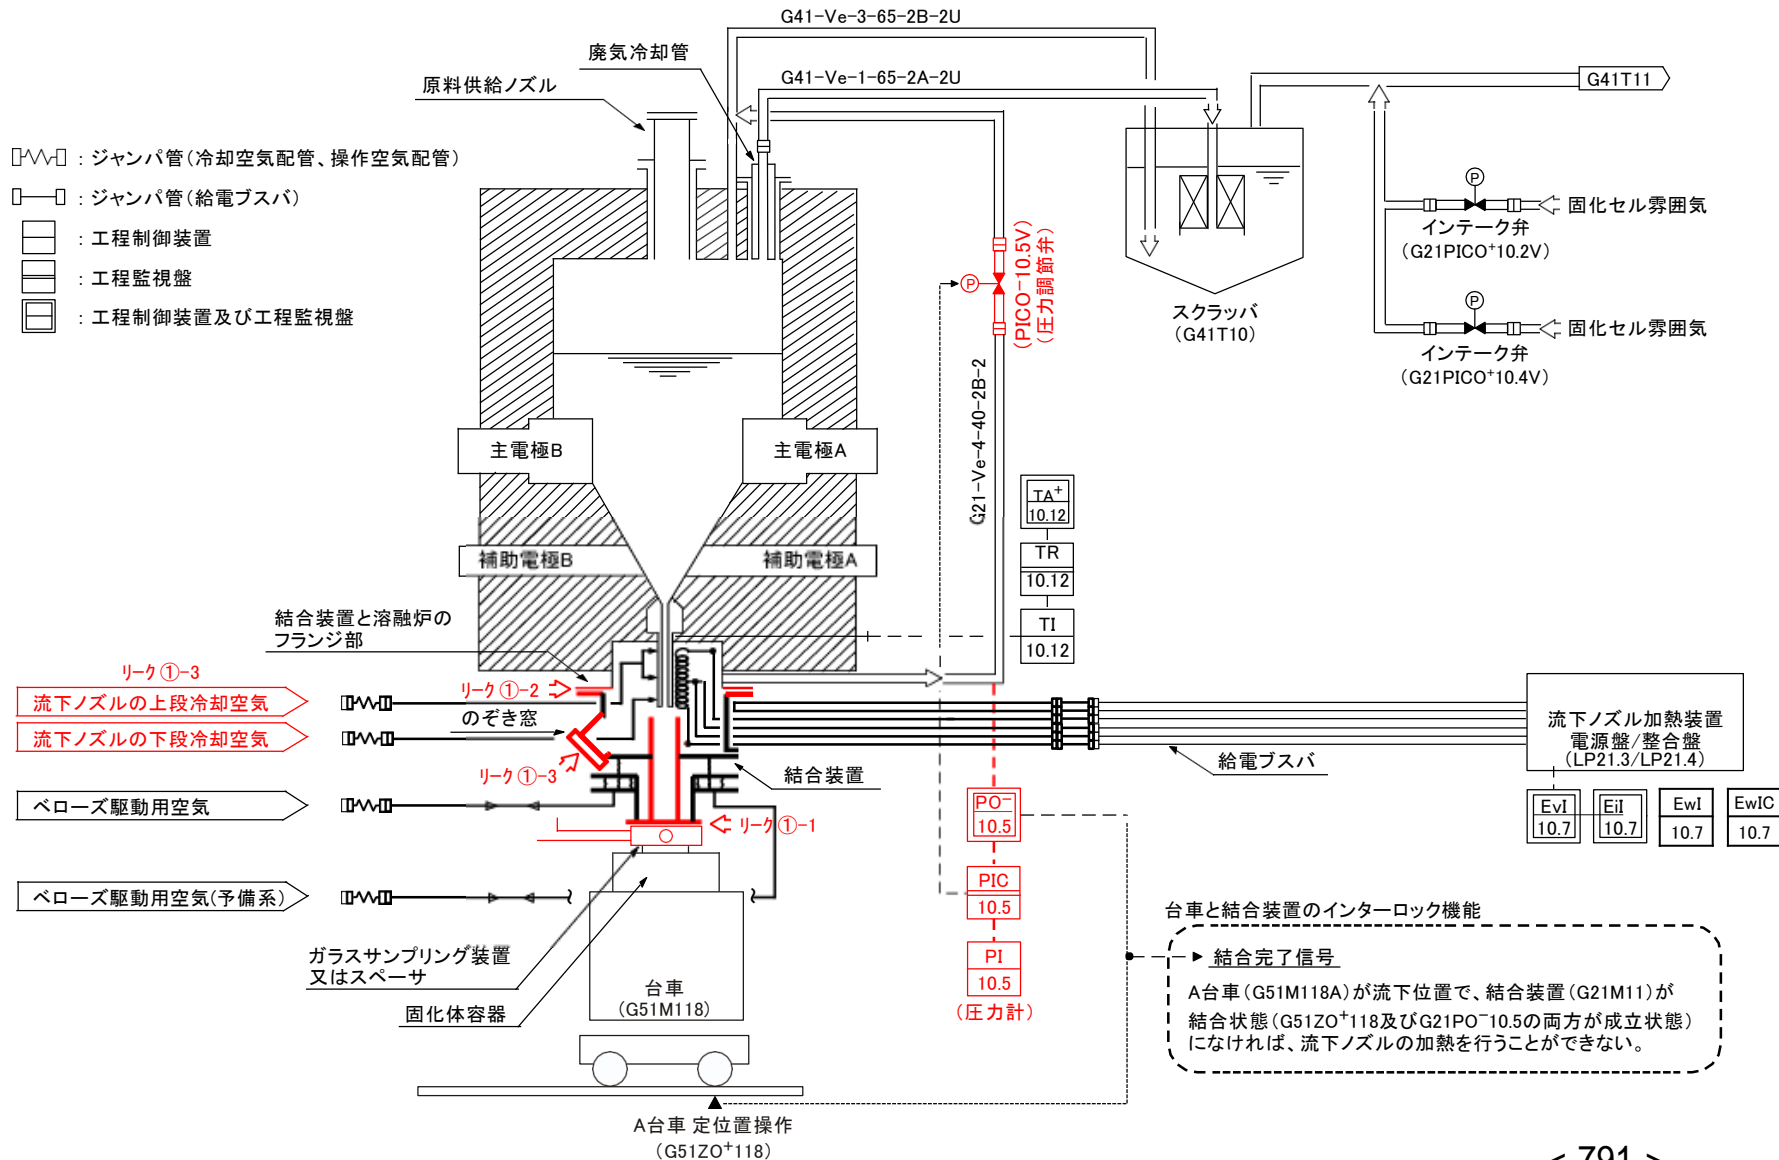 G41-Ve-3-65-2B-2U
廃気冷却管
原料供給ノズル
G41-Ve-1-65-2A-2U
G41T11
：ジャンパ管(冷却空気配管、操作空気配管)
：ジャンパ管(給電ブスバ)
：工程制御装置
：工程監視盤
：工程制御装置及び工程監視盤
P
固化セル雰囲気
インテーク弁
(G21PICO⁺10.2V)
P
固化セル雰囲気
インテーク弁
(G21PICO⁺10.4V)
スクラッバ
(G41T10)
P
(PICO⁻10.5V)
(圧力調節弁)
G21-Ve-4-40-2B-2
主電極B
主電極A
補助電極B
補助電極A
TA⁺
10.12
TR
10.12
TI
10.12
結合装置と溶融炉の
フランジ部
リーク①-3
流下ノズルの上段冷却空気
流下ノズルの下段冷却空気
リーク①-2
のぞき窓
リーク①-3
結合装置
給電ブスバ
流下ノズル加熱装置
電源盤/整合盤
(LP21.3/LP21.4)
EvI
10.7
EiI
10.7
EwI
10.7
EwIC
10.7
ベローズ駆動用空気
リーク①-1
PO⁻
10.5
PIC
10.5
PI
10.5
(圧力計)
ベローズ駆動用空気(予備系)
ガラスサンプリング装置
又はスペーサ
固化体容器
台車
(G51M118)
台車と結合装置のインターロック機能
結合完了信号
A台車(G51M118A)が流下位置で、結合装置(G21M11)が
結合状態(G51ZO⁺118及びG21PO⁻10.5の両方が成立状態)
になければ、流下ノズルの加熱を行うことができない。
A台車 定位置操作
(G51ZO⁺118)
< 791 >